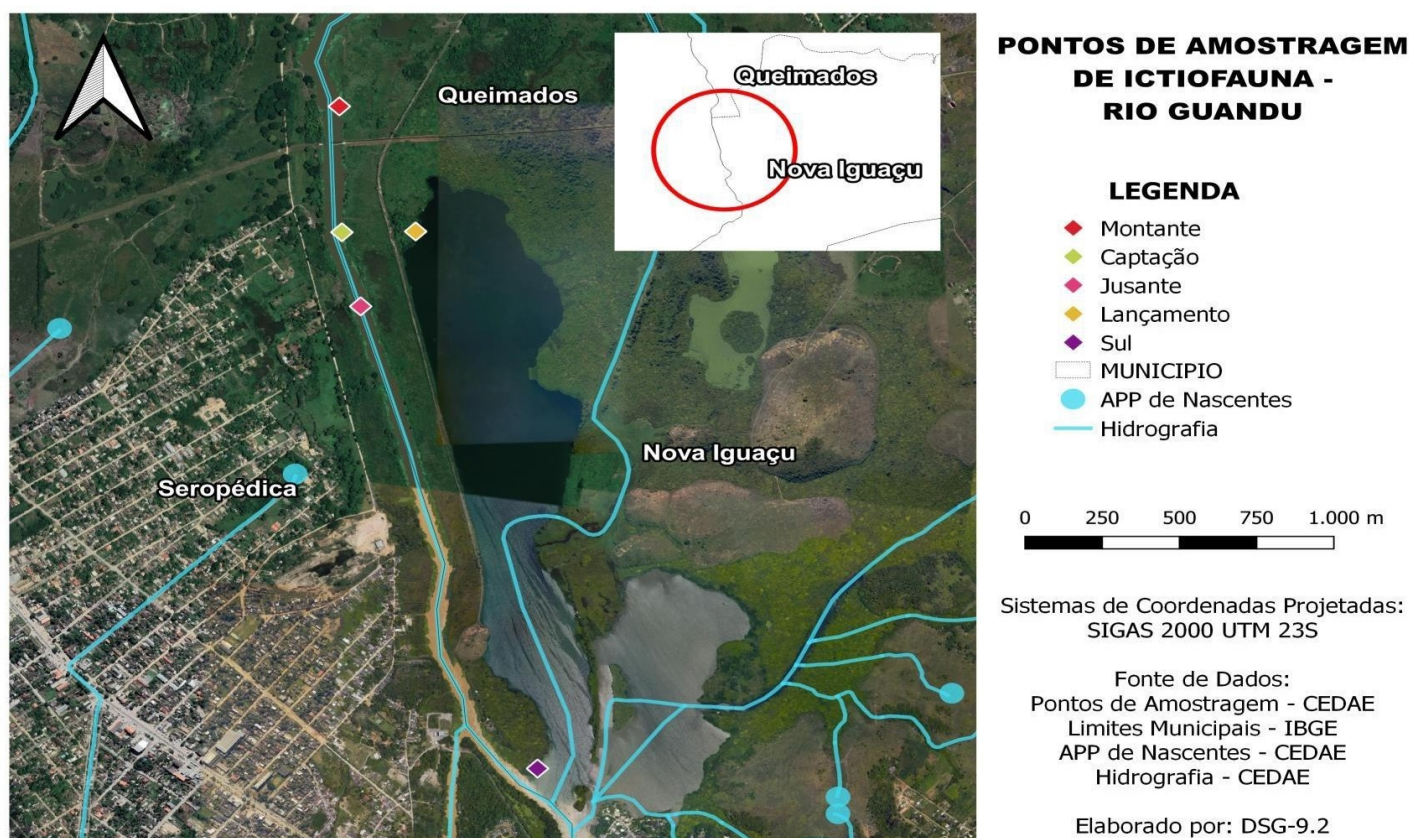 Queimados
Queimados
Nova Iguaçu
Nova Iguaçu
Seropédica
PONTOS DE AMOSTRAGEM
DE ICTIOFAUNA -
RIO GUANDU
LEGENDA
Montante
Captação
Jusante
Lançamento
Sul
MUNICIPIO
APP de Nascentes
Hidrografia
0 250 500 750 1.000 m
Sistemas de Coordenadas Projetadas:
SIGAS 2000 UTM 23S
Fonte de Dados:
Pontos de Amostragem - CEDAE
Limites Municipais - IBGE
APP de Nascentes - CEDAE
Hidrografia - CEDAE
Elaborado por: DSG-9.2